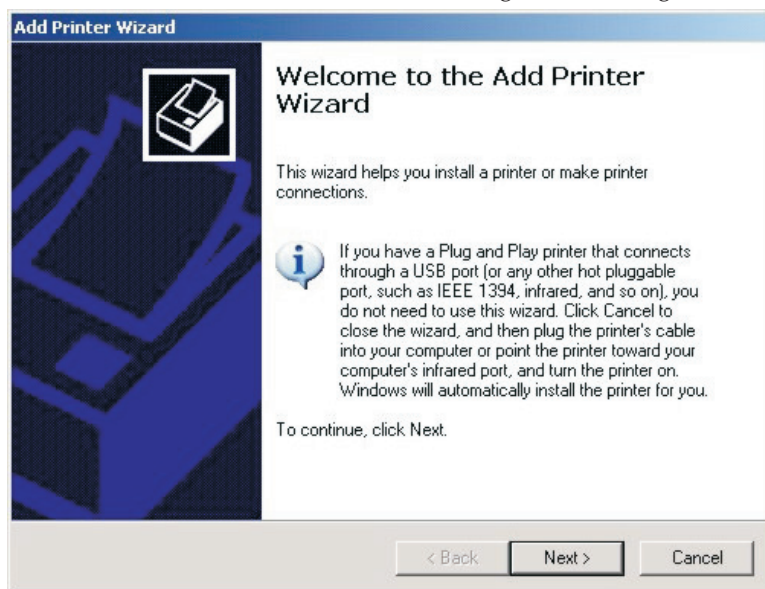 Add Printer Wizard
Welcome to the Add Printer
Wizard
This wizard helps you install a printer or make printer
connections.
If you have a Plug and Play printer that connects
through a USB port (or any other hot pluggable
port, such as IEEE 1394, infrared, and so on), you
do not need to use this wizard. Click Cancel to
close the wizard, and then plug the printer's cable
into your computer or point the printer toward your
computer's infrared port, and turn the printer on.
Windows will automatically install the printer for you.
To continue, click Next.
< Back Next > Cancel